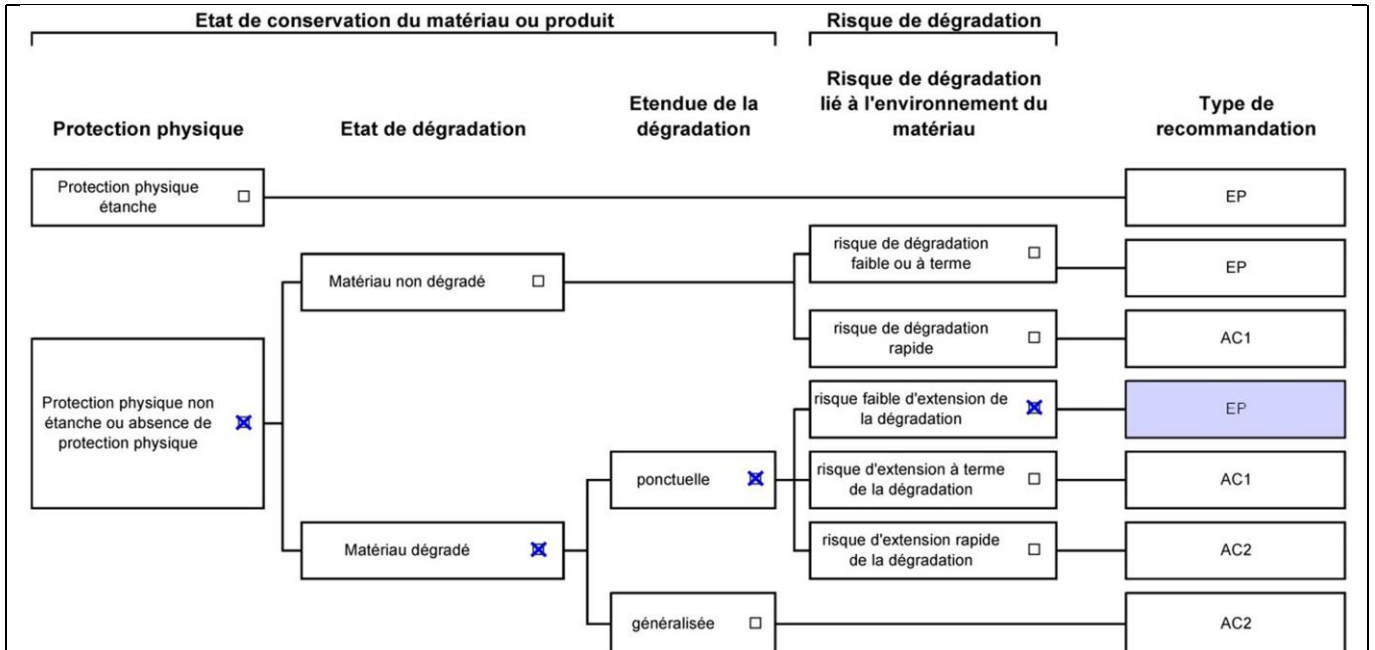 Etat de conservation du matériau ou produit
Risque de dégradation
Protection physique
Etat de dégradation
Etendue de la
dégradation
Risque de dégradation
lié à l'environnement du
matériau
Type de
recommandation
Protection physique
étanche
EP
Matériau non dégradé
risque de dégradation
faible ou à terme
EP
risque de dégradation
rapide
AC1
Protection physique non
étanche ou absence de
protection physique
risque faible d'extension de
la dégradation
EP
ponctuelle
risque d'extension à terme
de la dégradation
AC1
Matériau dégradé
risque d'extension rapide
de la dégradation
AC2
généralisée
AC2